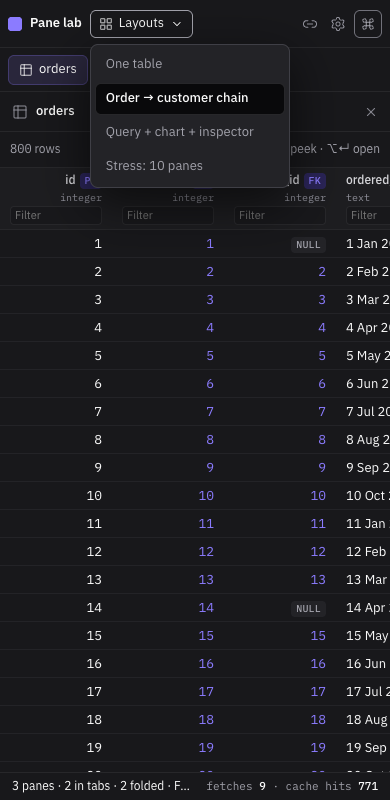 Pane lab Layouts
orders
One table
Order → customer chain
Query + chart + inspector
Stress: 10 panes
orders
800 rows peek · ⌥↵ open
id _id FK ordered
integer integer integer text
Filter Filter Filter Filter
1 1 NULL 1 Jan 20
2 2 2 2 Feb 2
3 3 3 3 Mar 2
4 4 4 4 Apr 20
5 5 5 5 May 2
6 6 6 6 Jun 2
7 7 7 7 Jul 20
8 8 8 8 Aug 2
9 9 9 9 Sep 2
10 10 10 10 Oct 2
11 11 11 11 Jan
12 12 12 12 Feb
13 13 13 13 Mar
14 14 NULL 14 Apr
15 15 15 15 May
16 16 16 16 Jun
17 17 17 17 Jul 2
18 18 18 18 Aug
19 19 19 19 Sep
3 panes · 2 in tabs · 2 folded · F… fetches 9 · cache hits 771